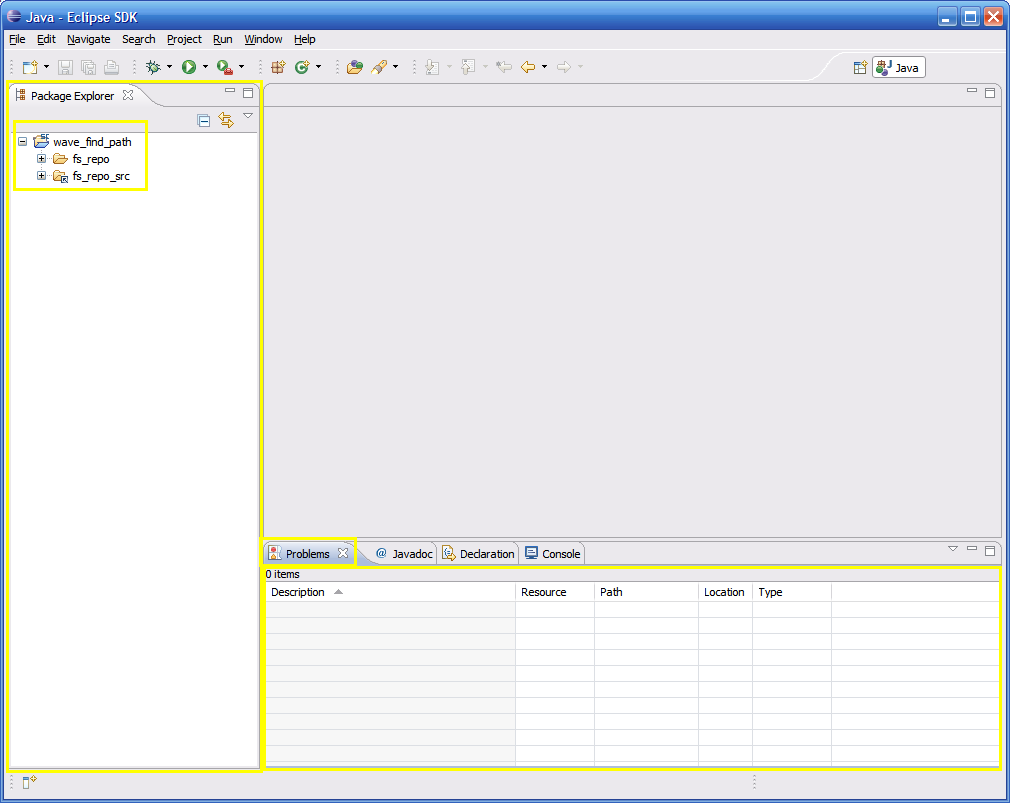 Java - Eclipse SDK
File Edit Navigate Search Project Run Window Help
Java
Package Explorer
wave_find_path
fs_repo
fs_repo_src
Problems @ Javadoc Declaration Console
0 items
Description Resource Path Location Type